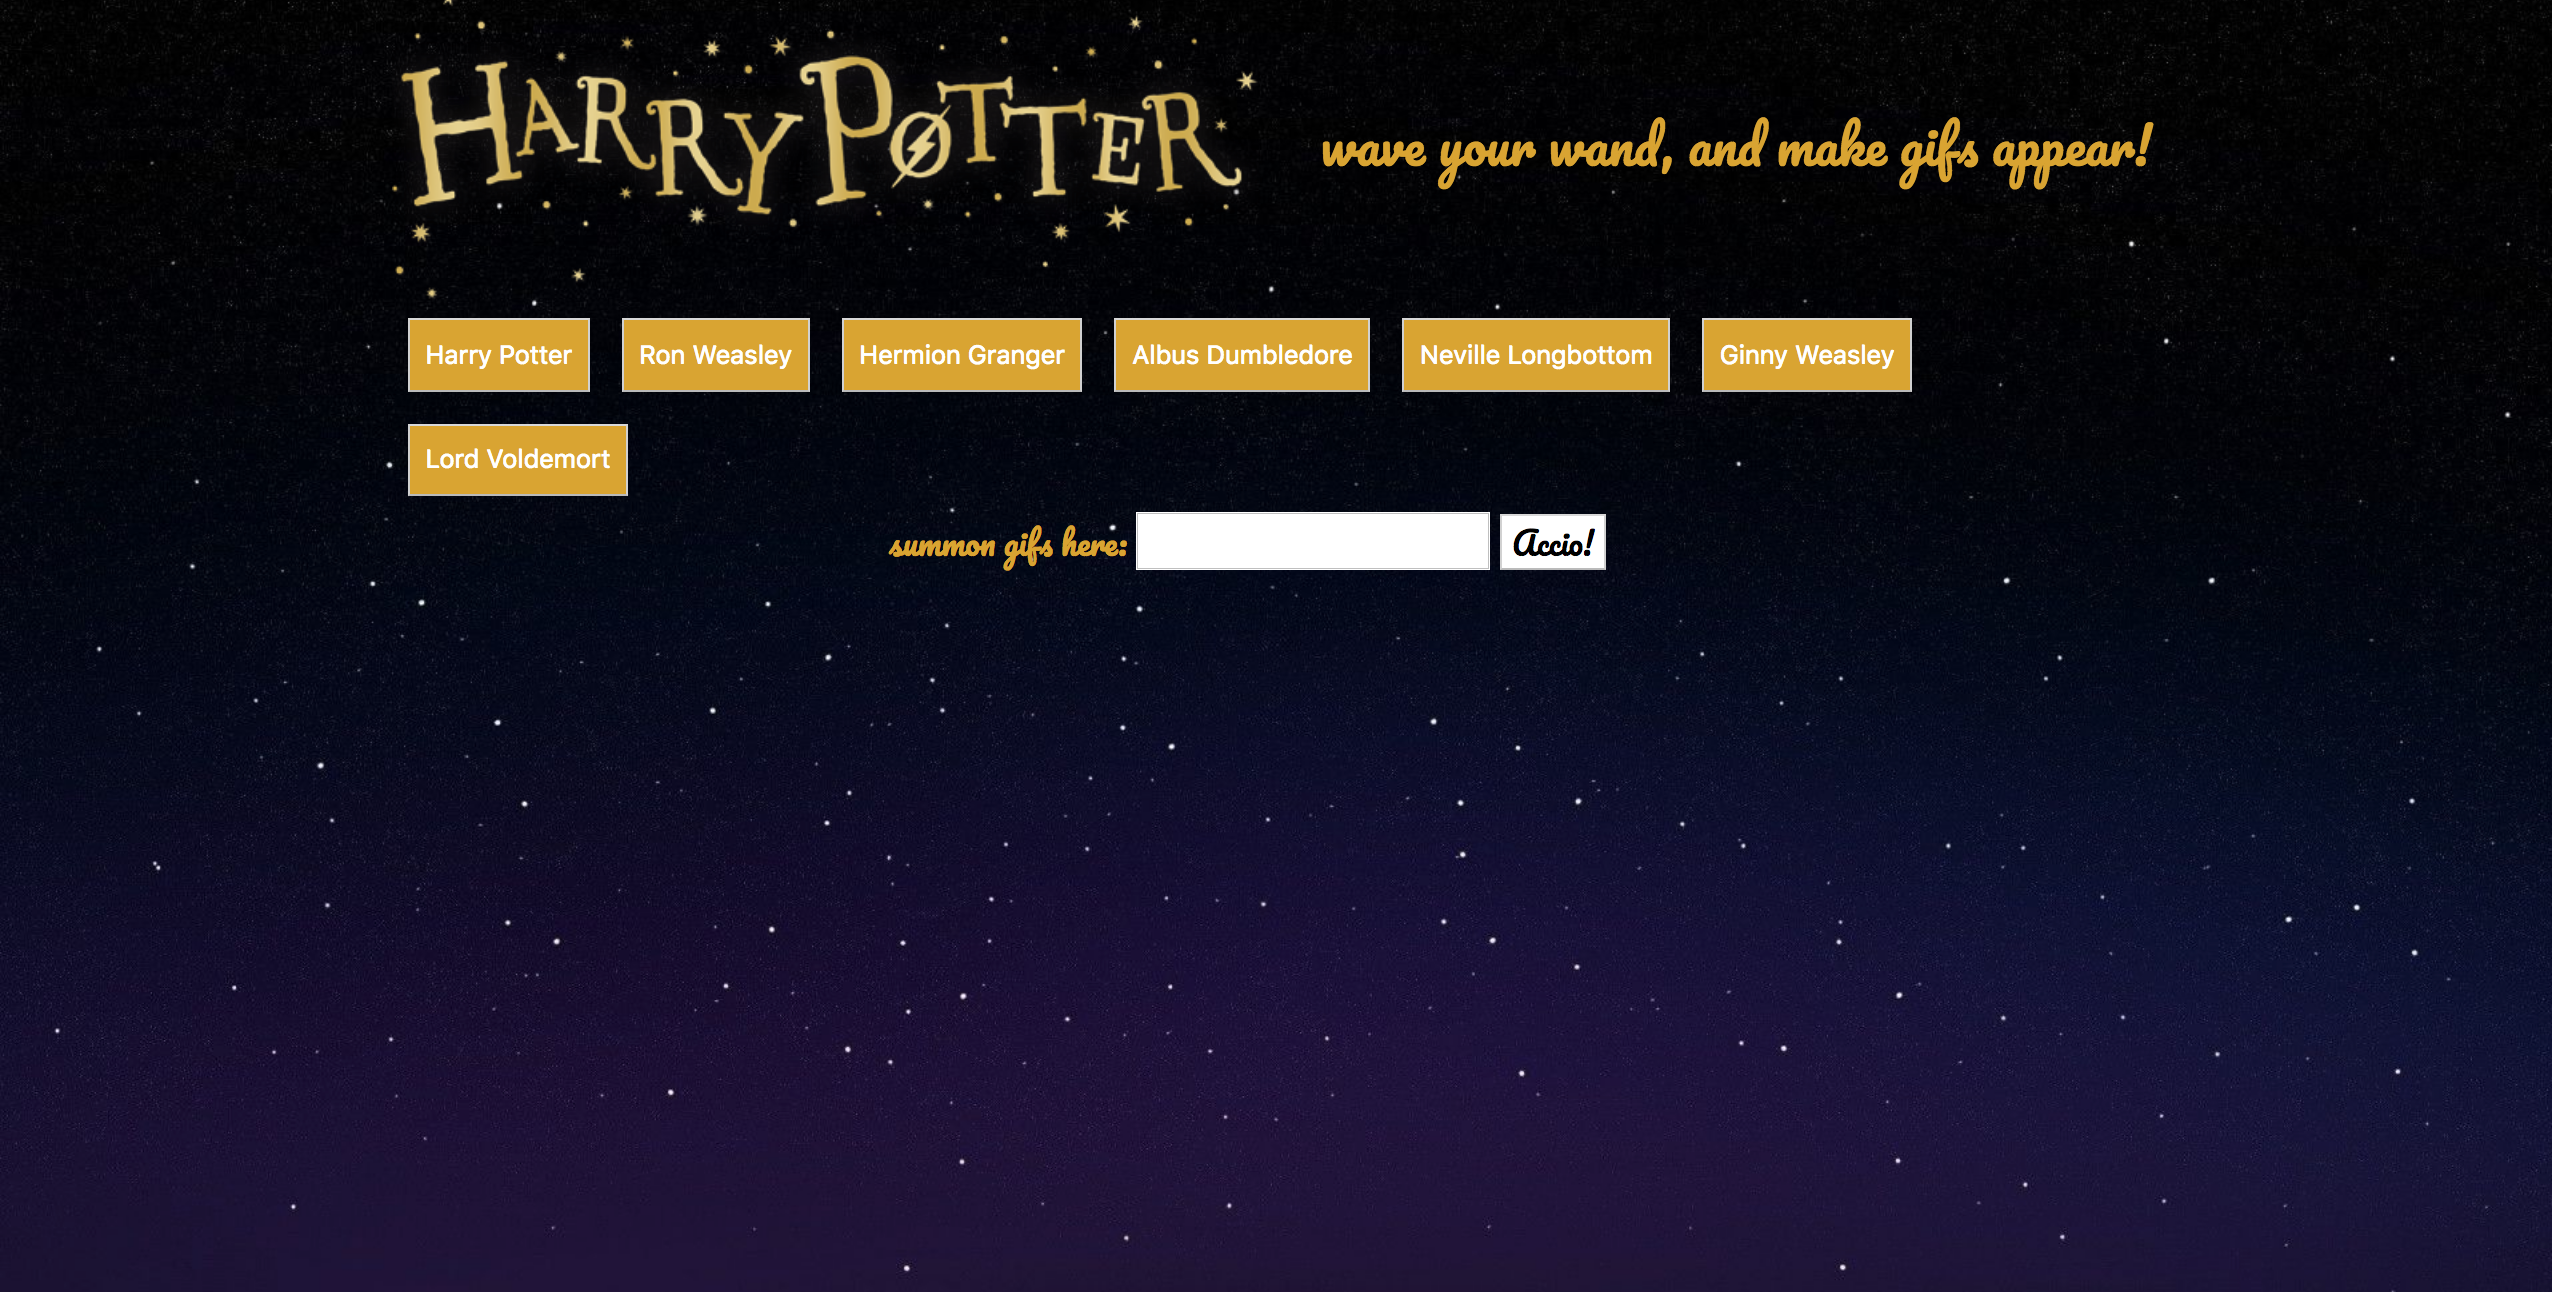 HARRY POTTER
wave your wand, and make gifs appear!
Harry Potter Ron Weasley Hermion Granger Albus Dumbledore Neville Longbottom Ginny Weasley
Lord Voldemort
summon gifs here: Accio!